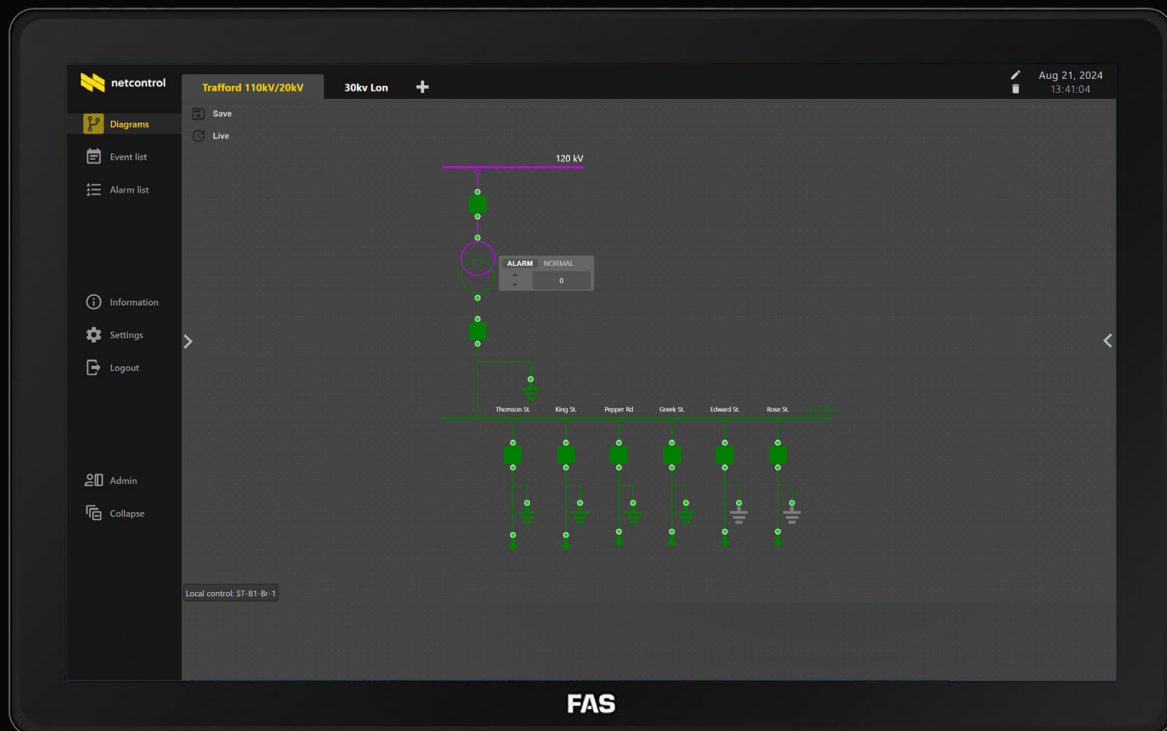 netcontrol
Trafford 110kV/20kV
30kv Lon
Aug 21, 2024
13:41:04
Diagrams
Event list
Alarm list
Information
Settings
Logout
Admin
Collapse
Save
Live
120 kV
ALARM NORMAL
0
Thomson St. King St. Pepper Rd Greek St. Edward St. Rose St.
Local control: ST-B1-Br-1
FAS